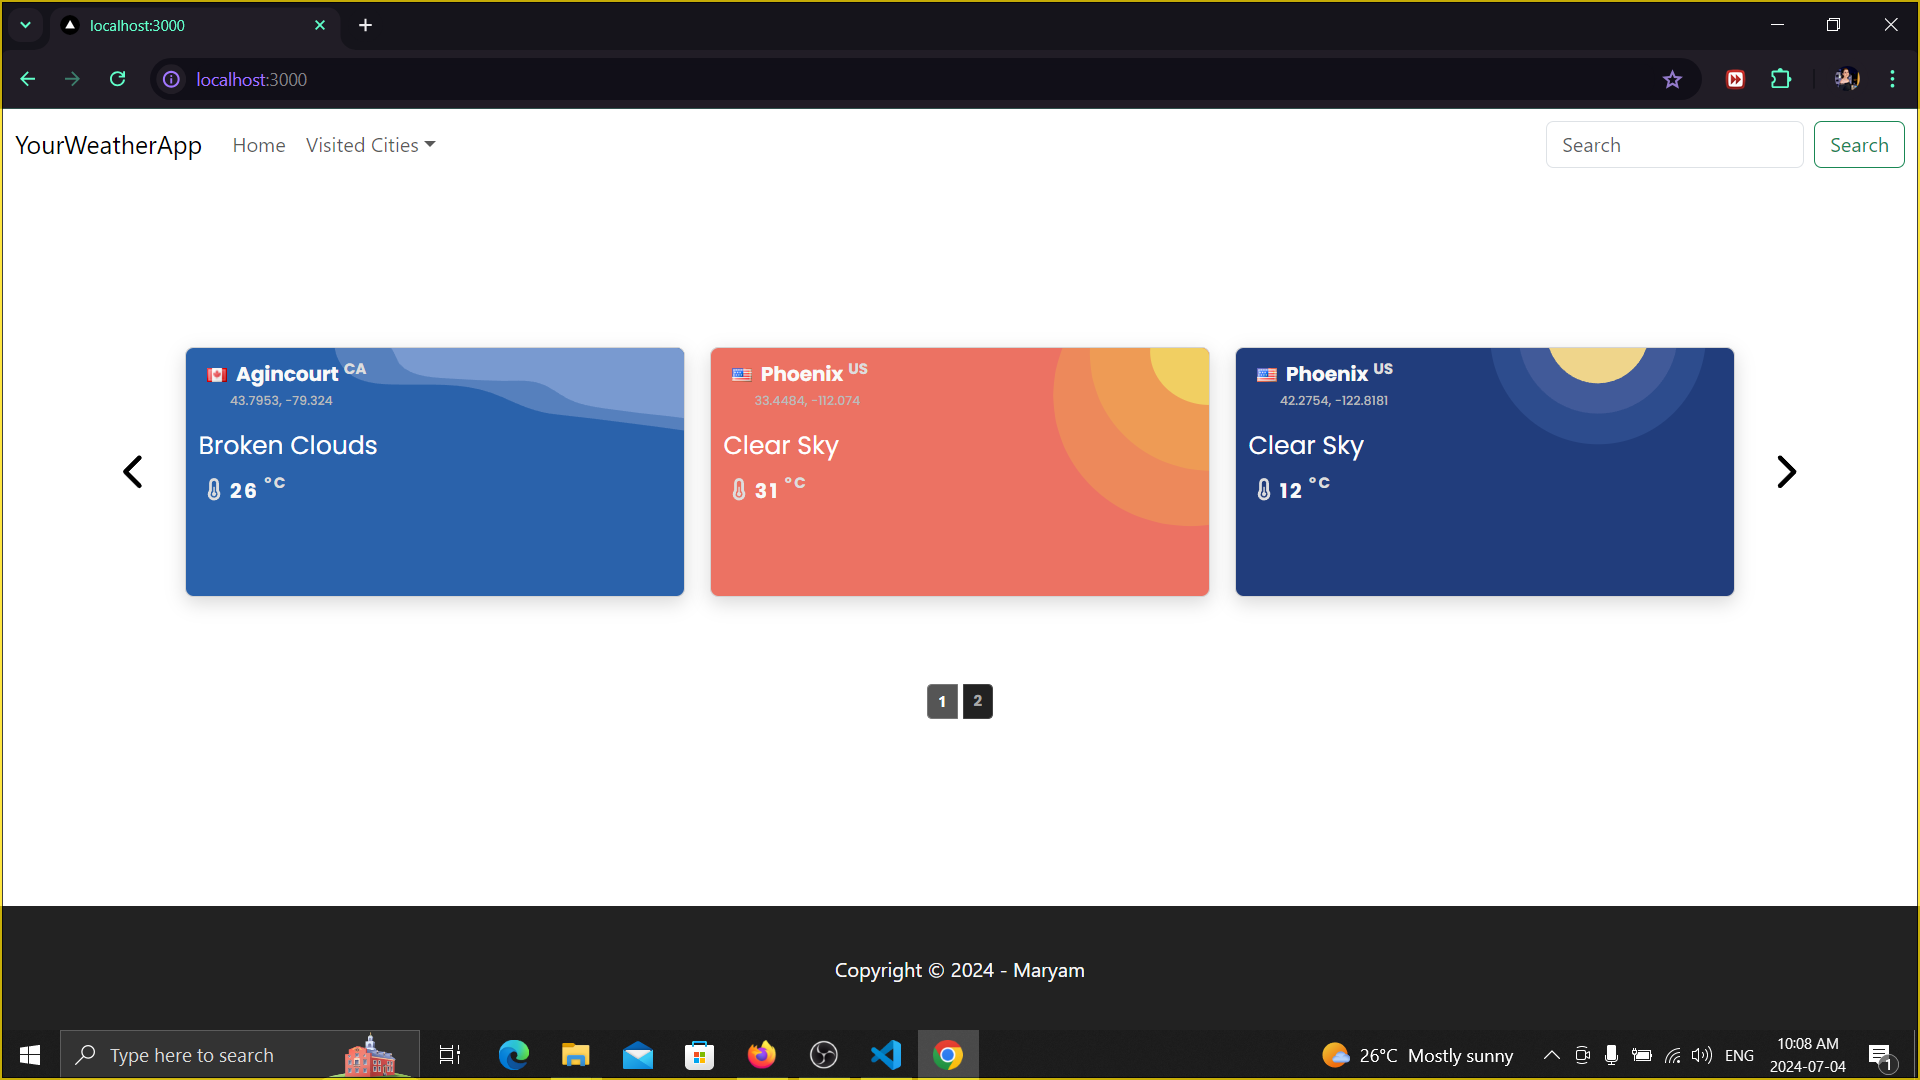 localhost:3000
localhost:3000
YourWeatherApp Home Visited Cities Search Search
Agincourt CA
43.7953, -79.324
Broken Clouds
26 °C
Phoenix US
33.4484, -112.074
Clear Sky
31 °C
Phoenix US
42.2754, -122.8181
Clear Sky
12 °C
1 2
Copyright © 2024 - Maryam
Type here to search
26°C Mostly sunny
ENG
10:08 AM
2024-07-04
1